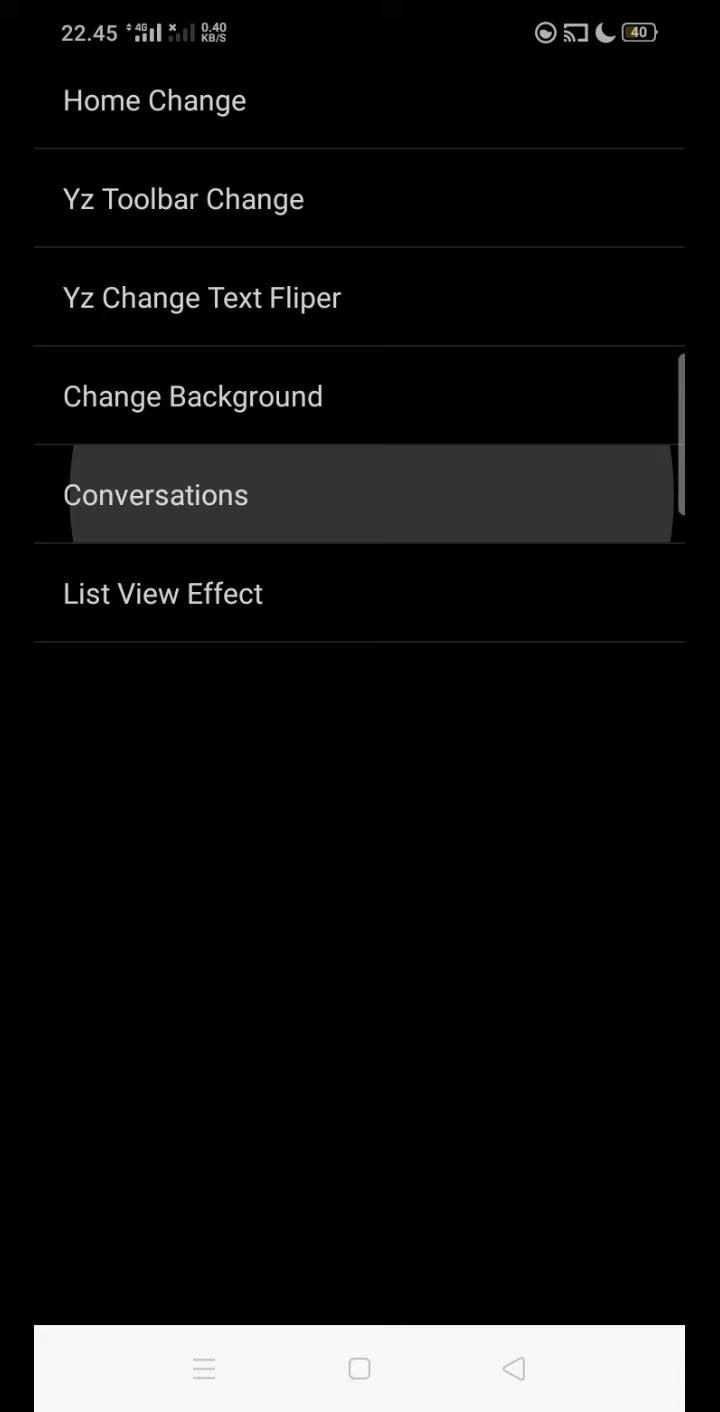 22.45 4G 0.40 KB/S 40
Home Change
Yz Toolbar Change
Yz Change Text Fliper
Change Background
Conversations
List View Effect